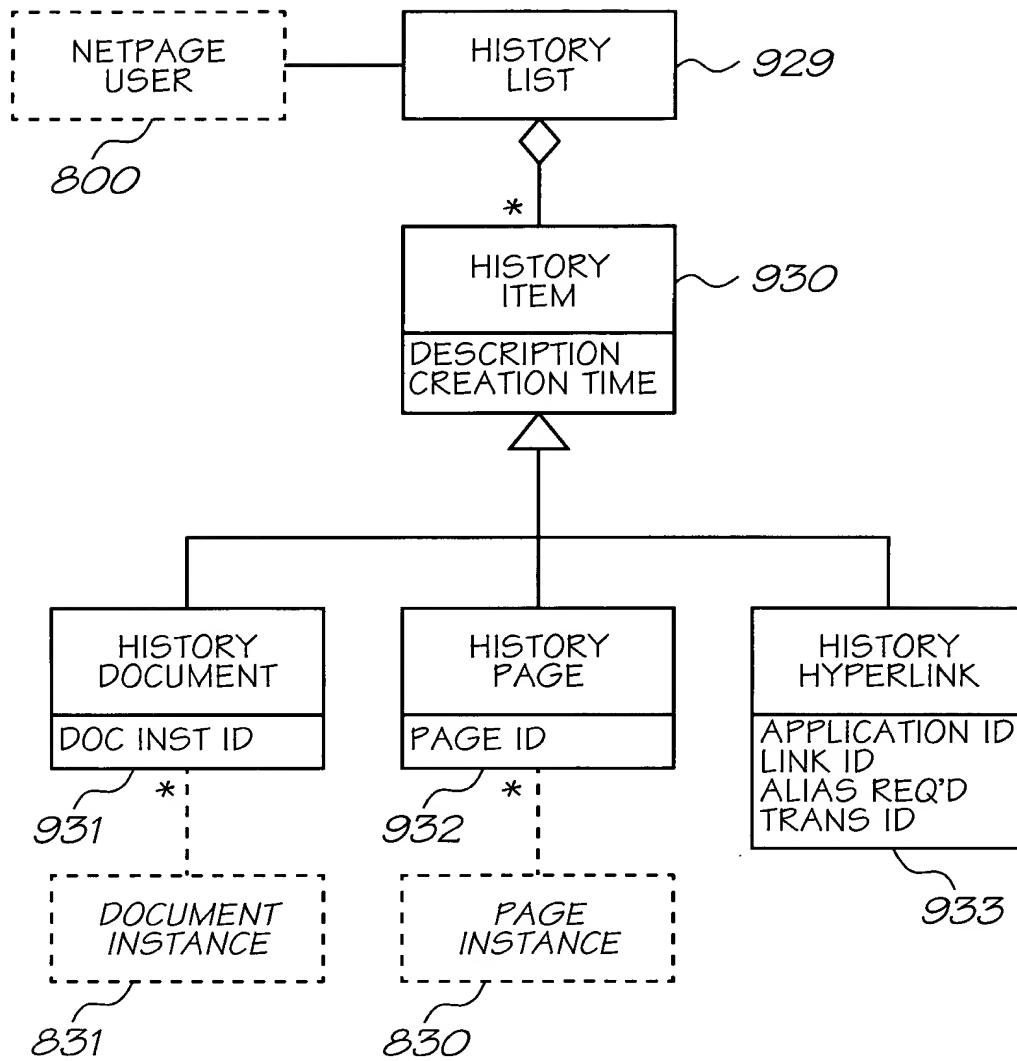 NETPAGE
USER
800
HISTORY
LIST
929
*
HISTORY
ITEM
930
DESCRIPTION
CREATION TIME
HISTORY
DOCUMENT
DOC INST ID
931
*
HISTORY
PAGE
PAGE ID
932
*
HISTORY
HYPERLINK
APPLICATION ID
LINK ID
ALIAS REQ'D
TRANS ID
933
DOCUMENT
INSTANCE
831
PAGE
INSTANCE
830